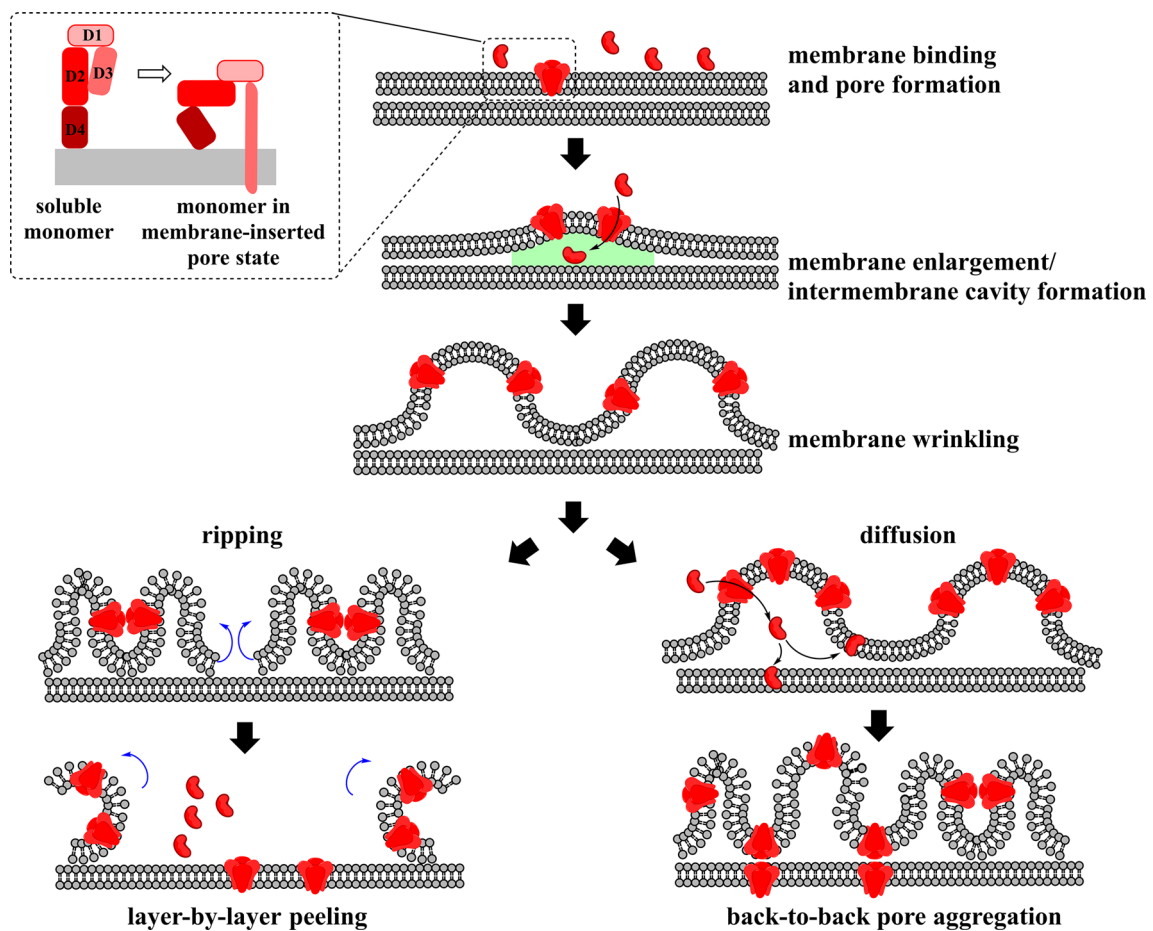 D1
D2
D3
D4
soluble
monomer
monomer in
membrane-inserted
pore state
membrane binding
and pore formation
membrane enlargement/
intermembrane cavity formation
membrane wrinkling
ripping
diffusion
layer-by-layer peeling
back-to-back pore aggregation